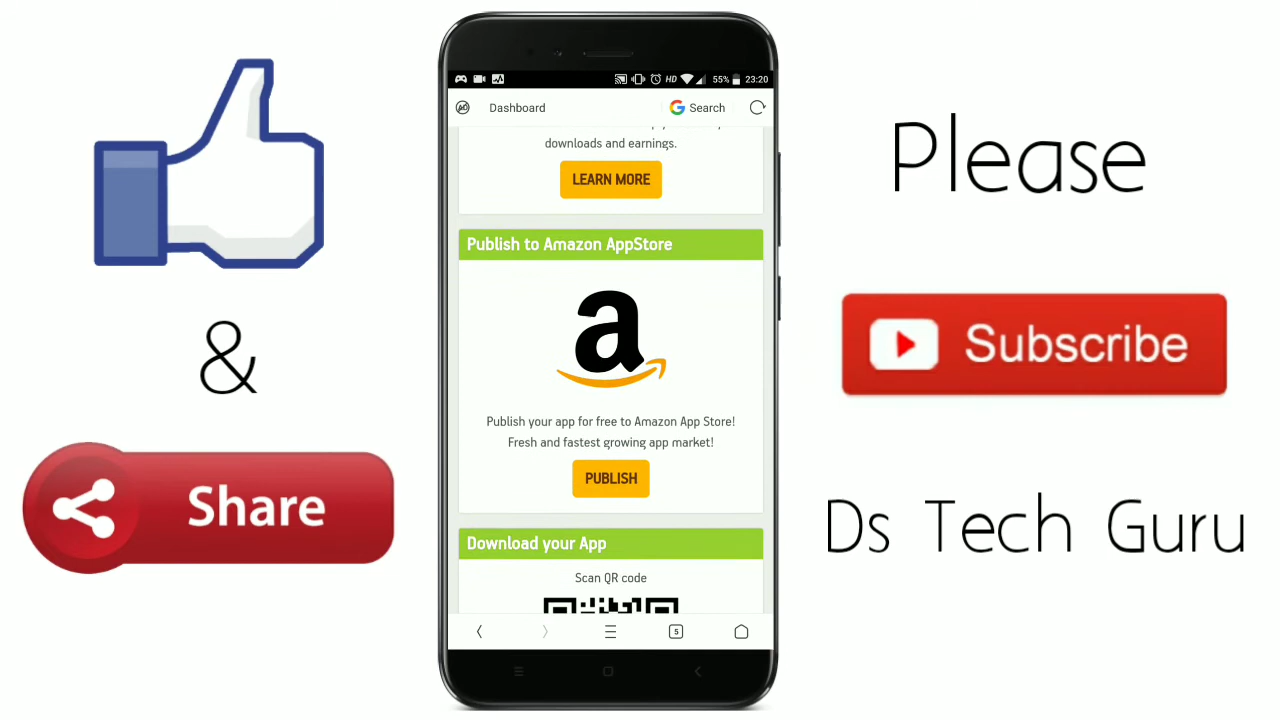 HD 55% 23:20
Dashboard
Search
downloads and earnings.
LEARN MORE
Publish to Amazon AppStore
a
Publish your app for free to Amazon App Store!
Fresh and fastest growing app market!
PUBLISH
Download your App
Scan QR code
5
&
Share
Please
Subscribe
Ds Tech Guru